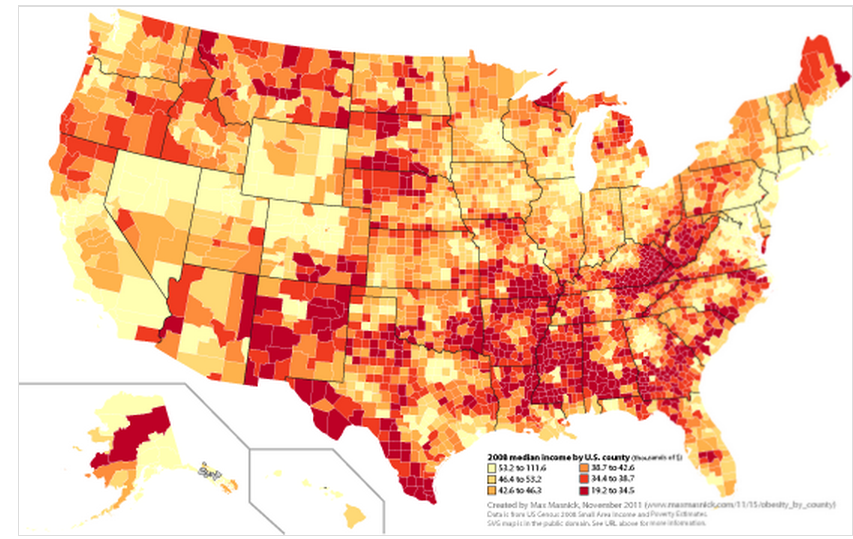 2008 median income by U.S. county (thousands of $)
53.2 to 111.6
38.7 to 42.6
46.4 to 53.2
34.4 to 38.7
42.6 to 46.3
19.2 to 34.5
Created by Max Masnick, November 2011 (www.maxmasnick.com/11/15/obesity_by_county)
Data is from US Census 2008 Small Area Income and Poverty Estimates.
SVG map is in the public domain. See URL above for more information.